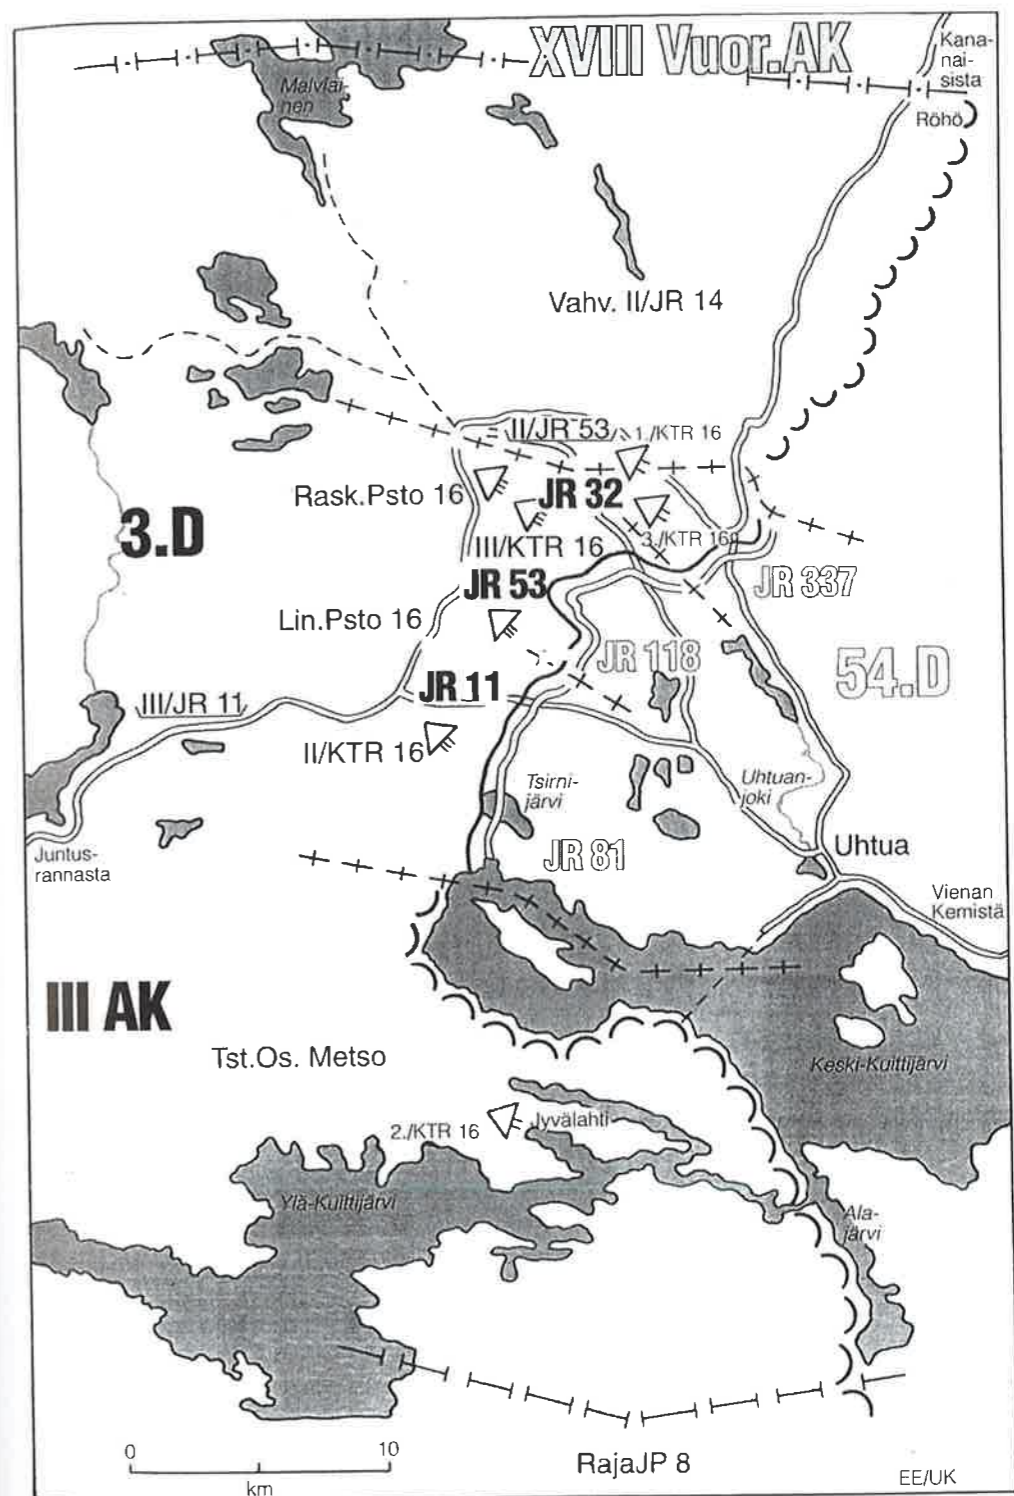 XVIII Vuor.AK
Kana-
nai-
sista
Röhö
Malviai-
nen
Vahv. II/JR 14
II/JR 53
1./KTR 16
Rask.Psto 16
JR 32
3.D
III/KTR 16
3./KTR 16
JR 53
JR 337
Lin.Psto 16
JR 118
54.D
JR 11
III/JR 11
II/KTR 16
Tsirni-
järvi
Uhtuan-
joki
JR 81
Uhtua
Juntus-
rannasta
Vienan
Kemistä
III AK
Tst.Os. Metso
Keski-Kuittijärvi
2./KTR 16
Jyvälahti
Ylä-Kuittijärvi
Ala-
järvi
0
10
km
RajaJP 8
EE/UK